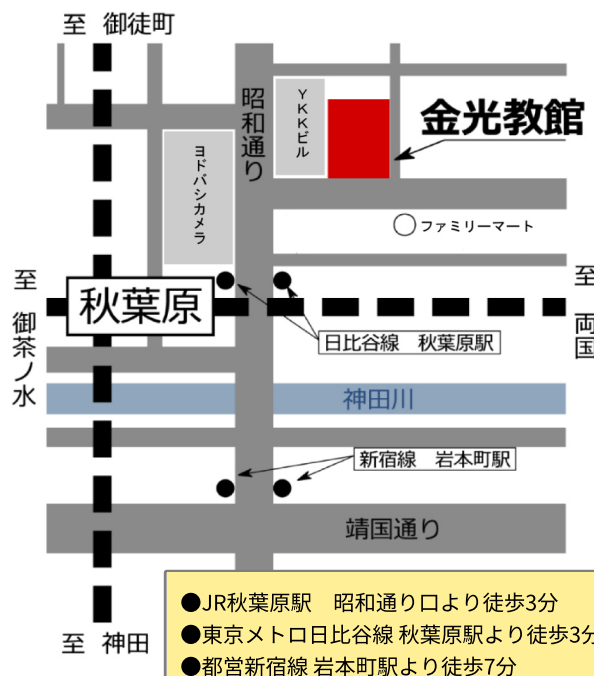 至 御徒町
昭和通り
YKKビル
金光教館
ヨドバシカメラ
ファミリーマート
至 御茶ノ水
秋葉原
至 両国
日比谷線 秋葉原駅
神田川
新宿線 岩本町駅
靖国通り
至 神田
●JR秋葉原駅 昭和通り口より徒歩3分
●東京メトロ日比谷線 秋葉原駅より徒歩3分
●都営新宿線 岩本町駅より徒歩7分